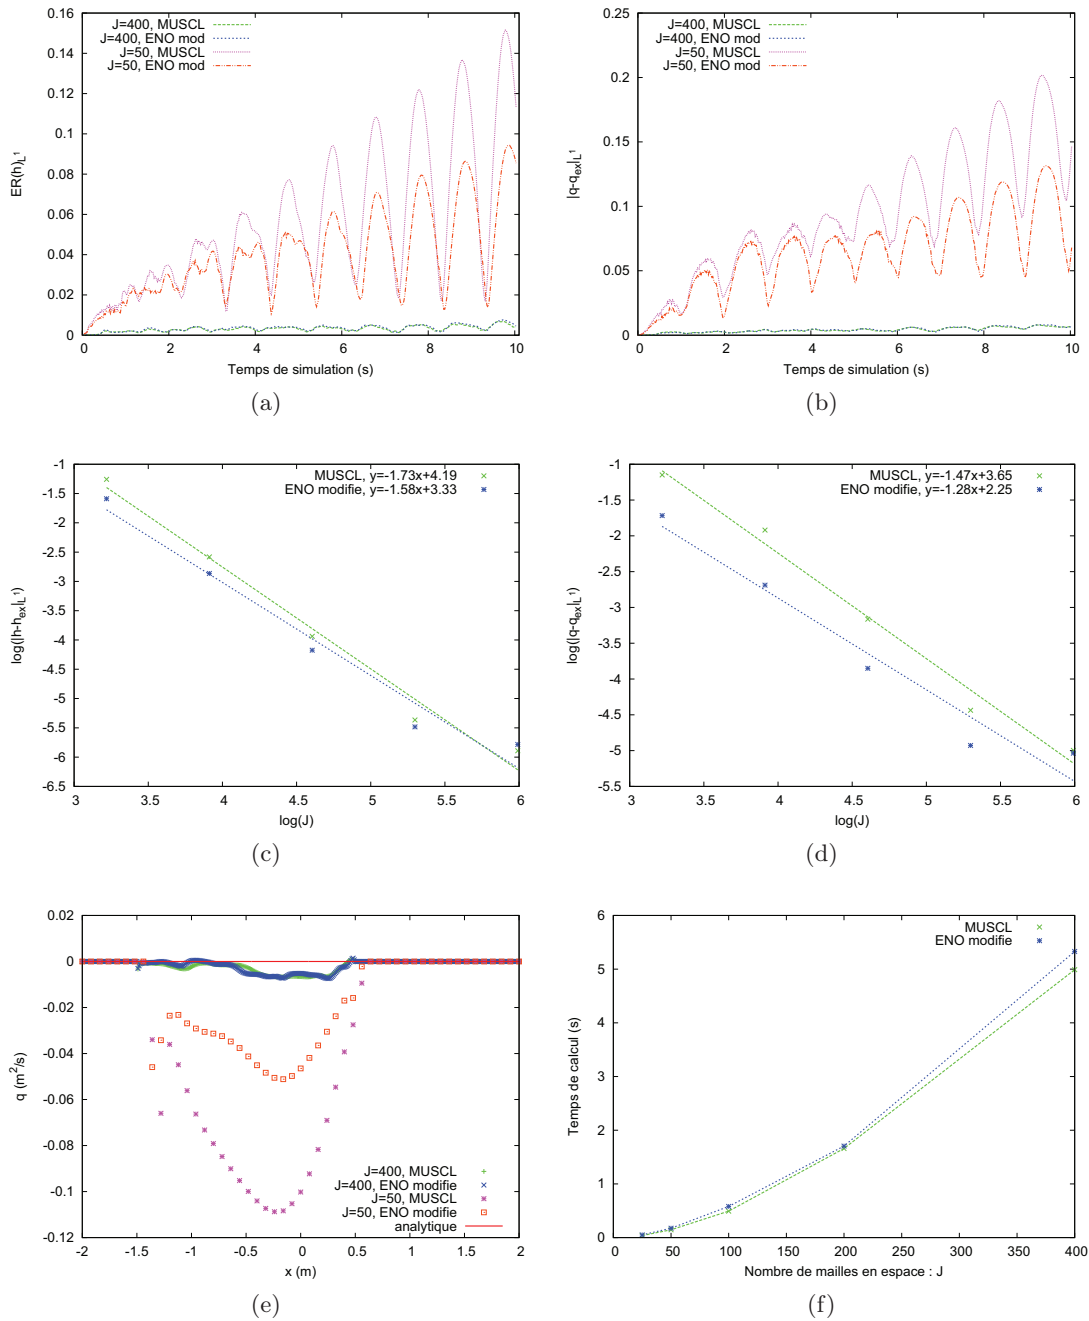 J=400, MUSCL
J=400, ENO mod
J=50, MUSCL
J=50, ENO mod
ER(h)_L¹
0.16
0.14
0.12
0.1
0.08
0.06
0.04
0.02
0
0 2 4 6 8 10
Temps de simulation (s)
(a)
J=400, MUSCL
J=400, ENO mod
J=50, MUSCL
J=50, ENO mod
|q-q_ex|_L¹
0.25
0.2
0.15
0.1
0.05
0
0 2 4 6 8 10
Temps de simulation (s)
(b)
MUSCL, y=-1.73x+4.19
ENO modifie, y=-1.58x+3.33
log(|h-h_ex|_L¹)
-1
-1.5
-2
-2.5
-3
-3.5
-4
-4.5
-5
-5.5
-6
-6.5
3 3.5 4 4.5 5 5.5 6
log(J)
(c)
MUSCL, y=-1.47x+3.65
ENO modifie, y=-1.28x+2.25
log(|q-q_ex|_L¹)
-1
-1.5
-2
-2.5
-3
-3.5
-4
-4.5
-5
-5.5
3 3.5 4 4.5 5 5.5 6
log(J)
(d)
q (m²/s)
0.02
0
-0.02
-0.04
-0.06
-0.08
-0.1
-0.12
J=400, MUSCL
J=400, ENO modifie
J=50, MUSCL
J=50, ENO modifie
analytique
-2 -1.5 -1 -0.5 0 0.5 1 1.5 2
x (m)
(e)
MUSCL
ENO modifie
Temps de calcul (s)
6
5
4
3
2
1
0
0 50 100 150 200 250 300 350 400
Nombre de mailles en espace : J
(f)